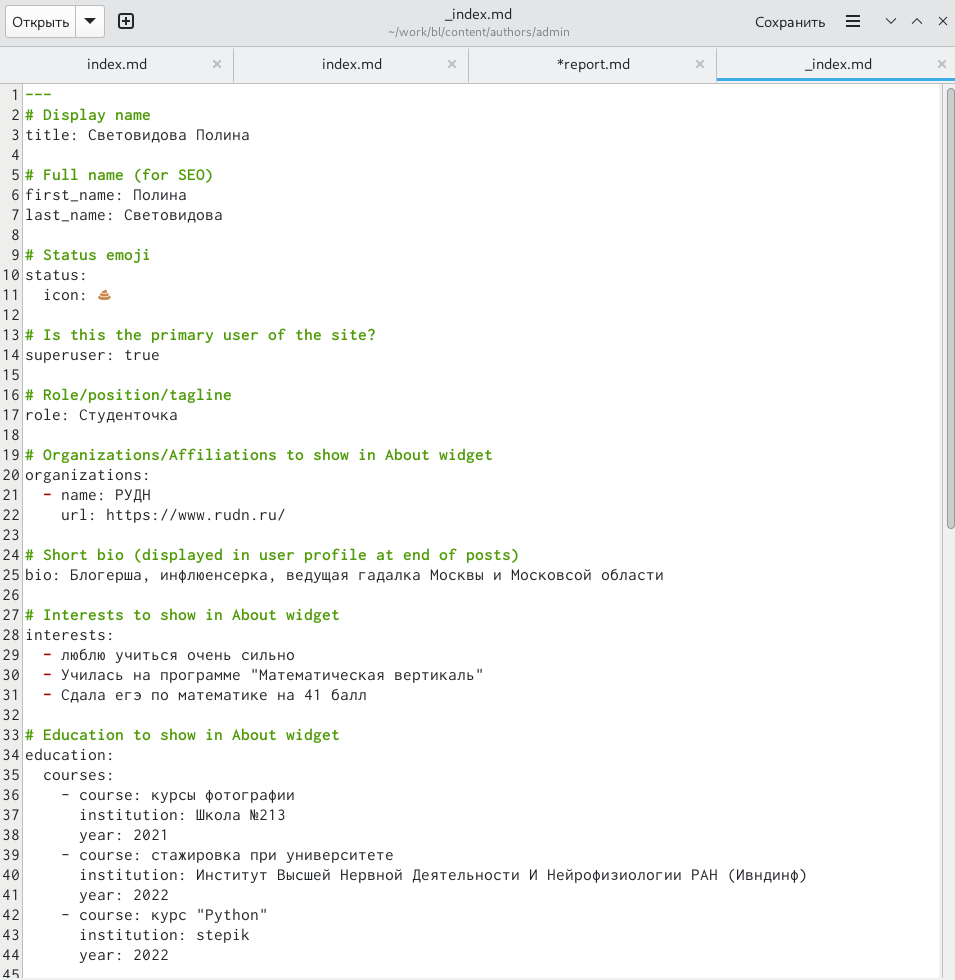 Открыть
_index.md
~/work/bl/content/authors/admin
Сохранить
index.md
index.md
*report.md
_index.md
1 ---
2 # Display name
3 title: Световидова Полина
4
5 # Full name (for SEO)
6 first_name: Полина
7 last_name: Световидова
8
9 # Status emoji
10 status:
11 icon: 💩
12
13 # Is this the primary user of the site?
14 superuser: true
15
16 # Role/position/tagline
17 role: Студенточка
18
19 # Organizations/Affiliations to show in About widget
20 organizations:
21 - name: РУДН
22 url: https://www.rudn.ru/
23
24 # Short bio (displayed in user profile at end of posts)
25 bio: Блогерша, инфлюенсерка, ведущая гадалка Москвы и Московсой области
26
27 # Interests to show in About widget
28 interests:
29 - люблю учиться очень сильно
30 - Училась на программе "Математическая вертикаль"
31 - Сдала егэ по математике на 41 балл
32
33 # Education to show in About widget
34 education:
35 courses:
36 - course: курсы фотографии
37 institution: Школа №213
38 year: 2021
39 - course: стажировка при университете
40 institution: Институт Высшей Нервной Деятельности И Нейрофизиологии РАН (Ивндинф)
41 year: 2022
42 - course: курс "Python"
43 institution: stepik
44 year: 2022
45